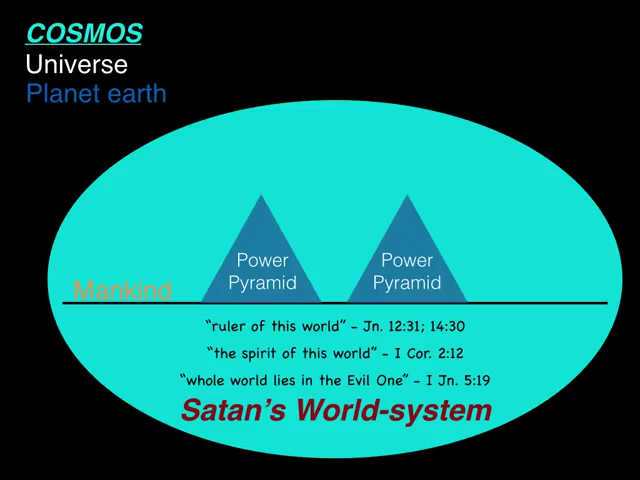 COSMOS
Universe
Planet earth
Power
Pyramid
Power
Pyramid
Mankind
“ruler of this world” – Jn. 12:31; 14:30
“the spirit of this world” – I Cor. 2:12
“whole world lies in the Evil One” – I Jn. 5:19
Satan’s World-system